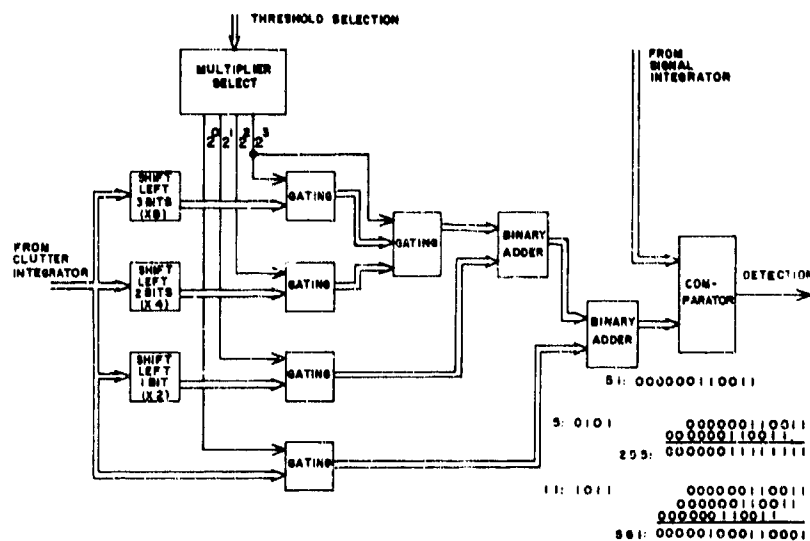 THRESHOLD SELECTION
MULTIPLIER
SELECT
2^0 2^1 2^2 2^3
FROM
SIGNAL
INTEGRATOR
SHIFT
LEFT
3 BITS
(X8)
GATING
GATING
BINARY
ADDER
FROM
CLUTTER
INTEGRATOR
SHIFT
LEFT
2 BITS
(X4)
GATING
COM-
PARATOR
DETECTION
BINARY
ADDER
SHIFT
LEFT
1 BIT
(X2)
GATING
GATING
51: 000000110011
5: 0101
000000110011
000000110011
255: 00000011111111
11: 1011
000000110011
000000110011
000000110011
561: 000001000110001